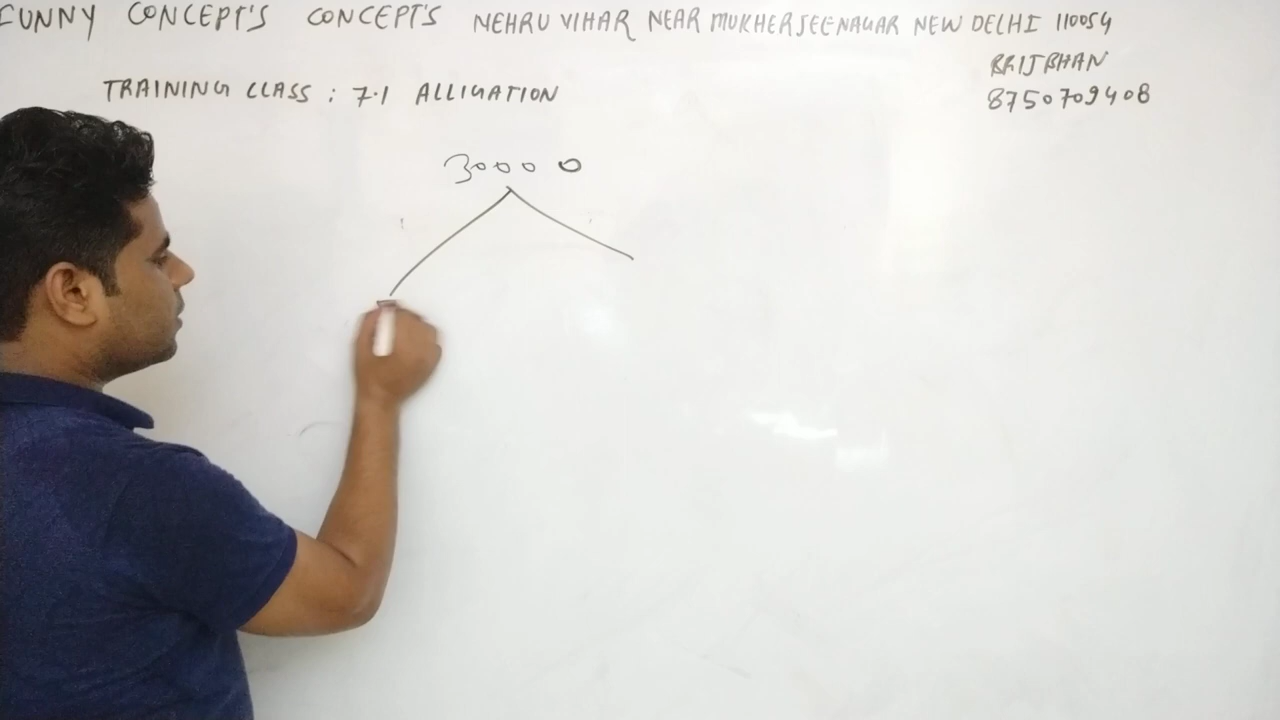 FUNNY CONCEPT'S CONCEPT'S NEHRU VIHAR NEAR MUKHERJEENAGAR NEW DELHI 110054
BRIJBHAN
TRAINING CLASS : 7.1 ALLIGATION
8750709408
30000